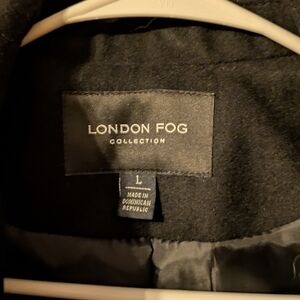 LONDON FOG
COLLECTION
L
MADE IN
DOMINICAN
REPUBLIC